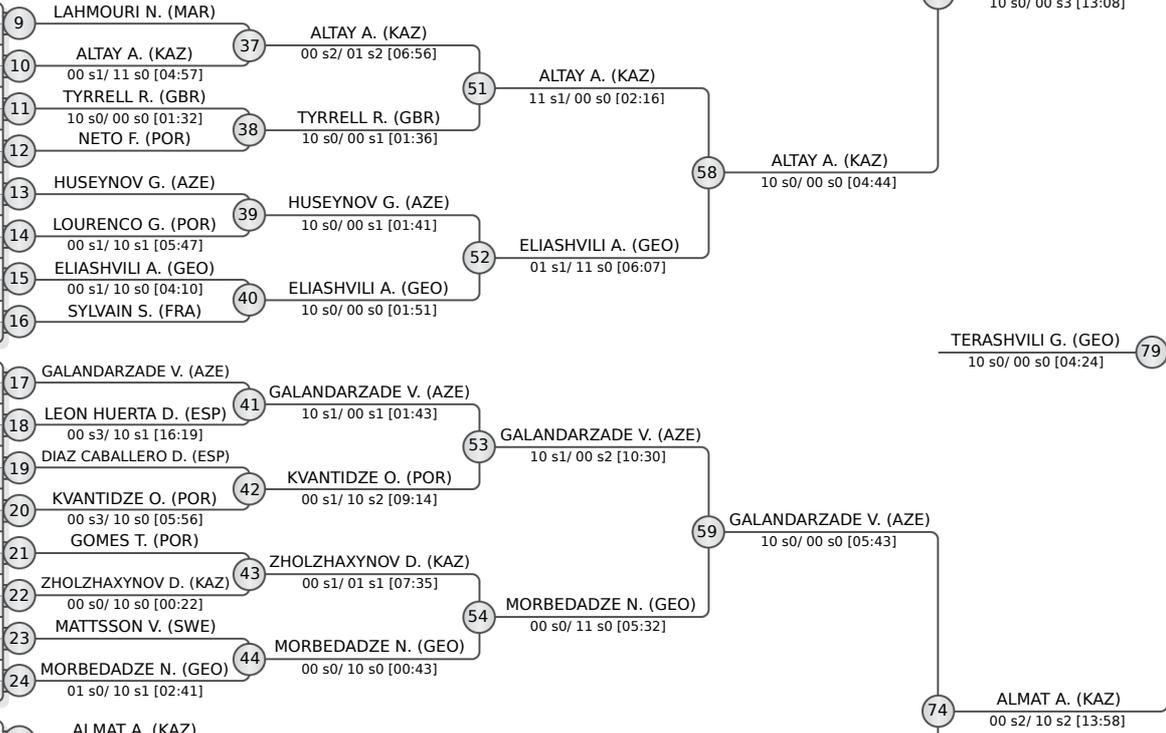 10 s0/ 00 s3 [13:08]
9
LAHMOURI N. (MAR)
37
ALTAY A. (KAZ)
00 s2/ 01 s2 [06:56]
10
ALTAY A. (KAZ)
00 s1/ 11 s0 [04:57]
51
ALTAY A. (KAZ)
11 s1/ 00 s0 [02:16]
11
TYRRELL R. (GBR)
10 s0/ 00 s0 [01:32]
38
TYRRELL R. (GBR)
10 s0/ 00 s1 [01:36]
12
NETO F. (POR)
58
ALTAY A. (KAZ)
10 s0/ 00 s0 [04:44]
13
HUSEYNOV G. (AZE)
39
HUSEYNOV G. (AZE)
10 s0/ 00 s1 [01:41]
14
LOURENCO G. (POR)
00 s1/ 10 s1 [05:47]
52
ELIASHVILI A. (GEO)
01 s1/ 11 s0 [06:07]
15
ELIASHVILI A. (GEO)
00 s1/ 10 s0 [04:10]
40
ELIASHVILI A. (GEO)
10 s0/ 00 s0 [01:51]
16
SYLVAIN S. (FRA)
TERASHVILI G. (GEO)
10 s0/ 00 s0 [04:24]
79
17
GALANDARZADE V. (AZE)
41
GALANDARZADE V. (AZE)
10 s1/ 00 s1 [01:43]
18
LEON HUERTA D. (ESP)
00 s3/ 10 s1 [16:19]
53
GALANDARZADE V. (AZE)
10 s1/ 00 s2 [10:30]
19
DIAZ CABALLERO D. (ESP)
42
KVANTIDZE O. (POR)
00 s1/ 10 s2 [09:14]
20
KVANTIDZE O. (POR)
00 s3/ 10 s0 [05:56]
59
GALANDARZADE V. (AZE)
10 s0/ 00 s0 [05:43]
21
GOMES T. (POR)
43
ZHOLZHAXYNOV D. (KAZ)
00 s1/ 01 s1 [07:35]
22
ZHOLZHAXYNOV D. (KAZ)
00 s0/ 10 s0 [00:22]
54
MORBEDADZE N. (GEO)
00 s0/ 11 s0 [05:32]
23
MATTSSON V. (SWE)
44
MORBEDADZE N. (GEO)
00 s0/ 10 s0 [00:43]
24
MORBEDADZE N. (GEO)
01 s0/ 10 s1 [02:41]
74
ALMAT A. (KAZ)
00 s2/ 10 s2 [13:58]
ALMAT A. (KAZ)